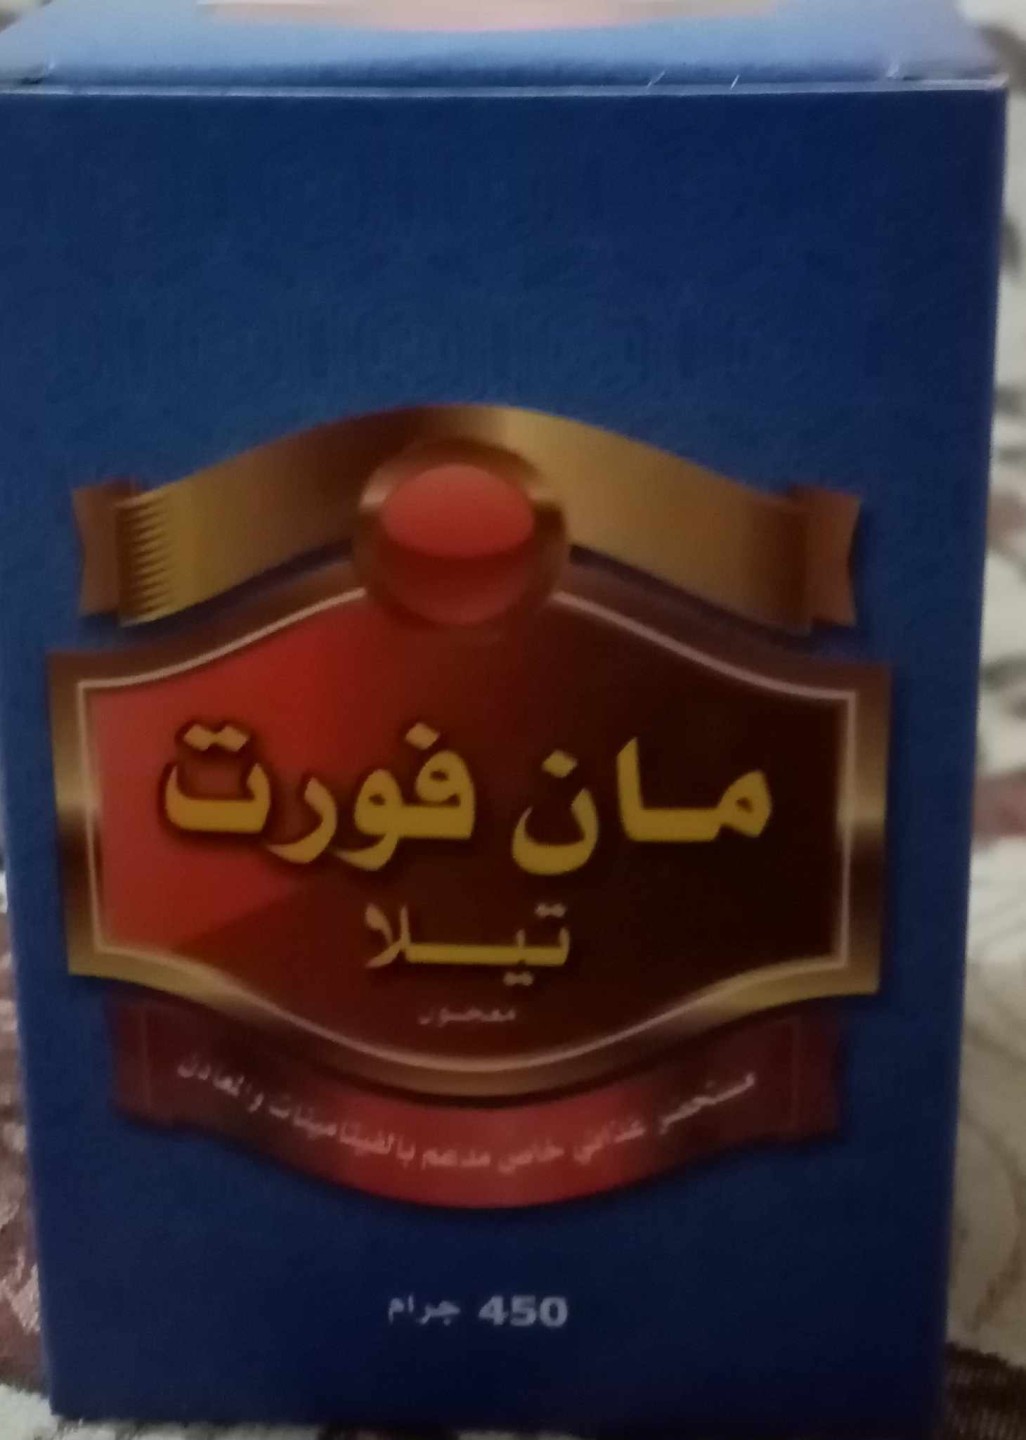 مان فورت
تيلا
معجون
مستحضر غذائي خاص مدعم بالفيتامينات والمعادن
450 جرام